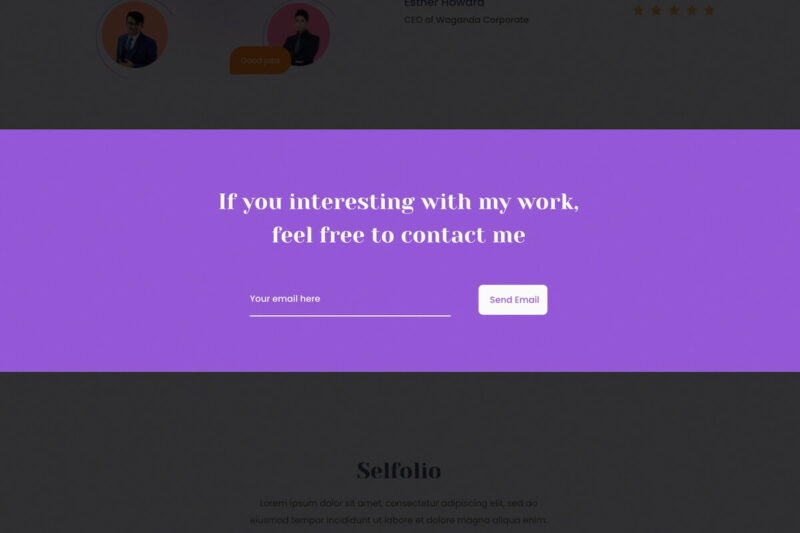 Esther Howard
CEO of Waganda Corporate
Good jobs
If you interesting with my work,
feel free to contact me
Your email here
Send Email
Selfolio
Lorem ipsum dolor sit amet, consectetur adipiscing elit, sed do
eiusmod tempor incididunt ut labore et dolore magna aliqua enim.